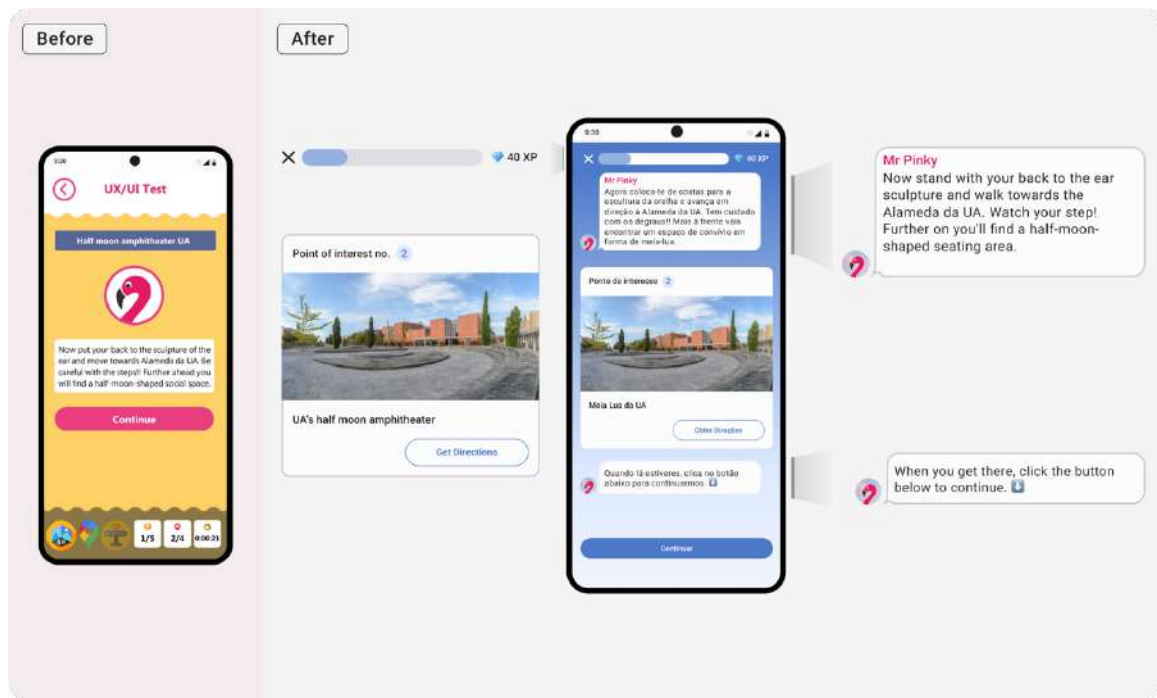 Before
9:30
UX/UI Test
Half moon amphitheater UA
Now put your back to the sculpture of the
ear and move towards Alameda da UA. Be
careful with the steps!! Further ahead you
will find a half-moon-shaped social space.
Continue
1/5
2/4
0:00:21
After
40 XP
Point of interest no. 2
UA's half moon amphitheater
Get Directions
9:30
40 XP
Mr Pinky
Agora coloca-te de costas para a
escultura da orelha e avança em
direção a Alameda da UA. Tem cuidado
com os degraus!! Mais à frente vais
encontrar um espaço de convívio em
forma de meia-lua.
Ponto de interesse 2
Meia Lua da UA
Obter Direções
Quando lá estiveres, clica no botão
abaixo para continuarmos.
Continuar
Mr Pinky
Now stand with your back to the ear
sculpture and walk towards the
Alameda da UA. Watch your step!
Further on you'll find a half-moon-
shaped seating area.
When you get there, click the button
below to continue.